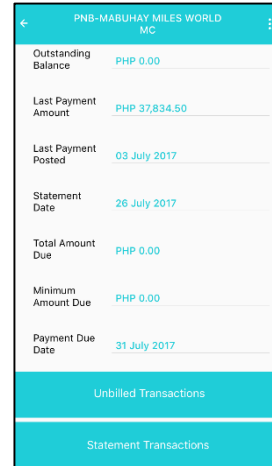 PNB-MABUHAY MILES WORLD
MC
Outstanding
Balance
PHP 0.00
Last Payment
Amount
PHP 37,834.50
Last Payment
Posted
03 July 2017
Statement
Date
26 July 2017
Total Amount
Due
PHP 0.00
Minimum
Amount Due
PHP 0.00
Payment Due
Date
31 July 2017
Unbilled Transactions
Statement Transactions